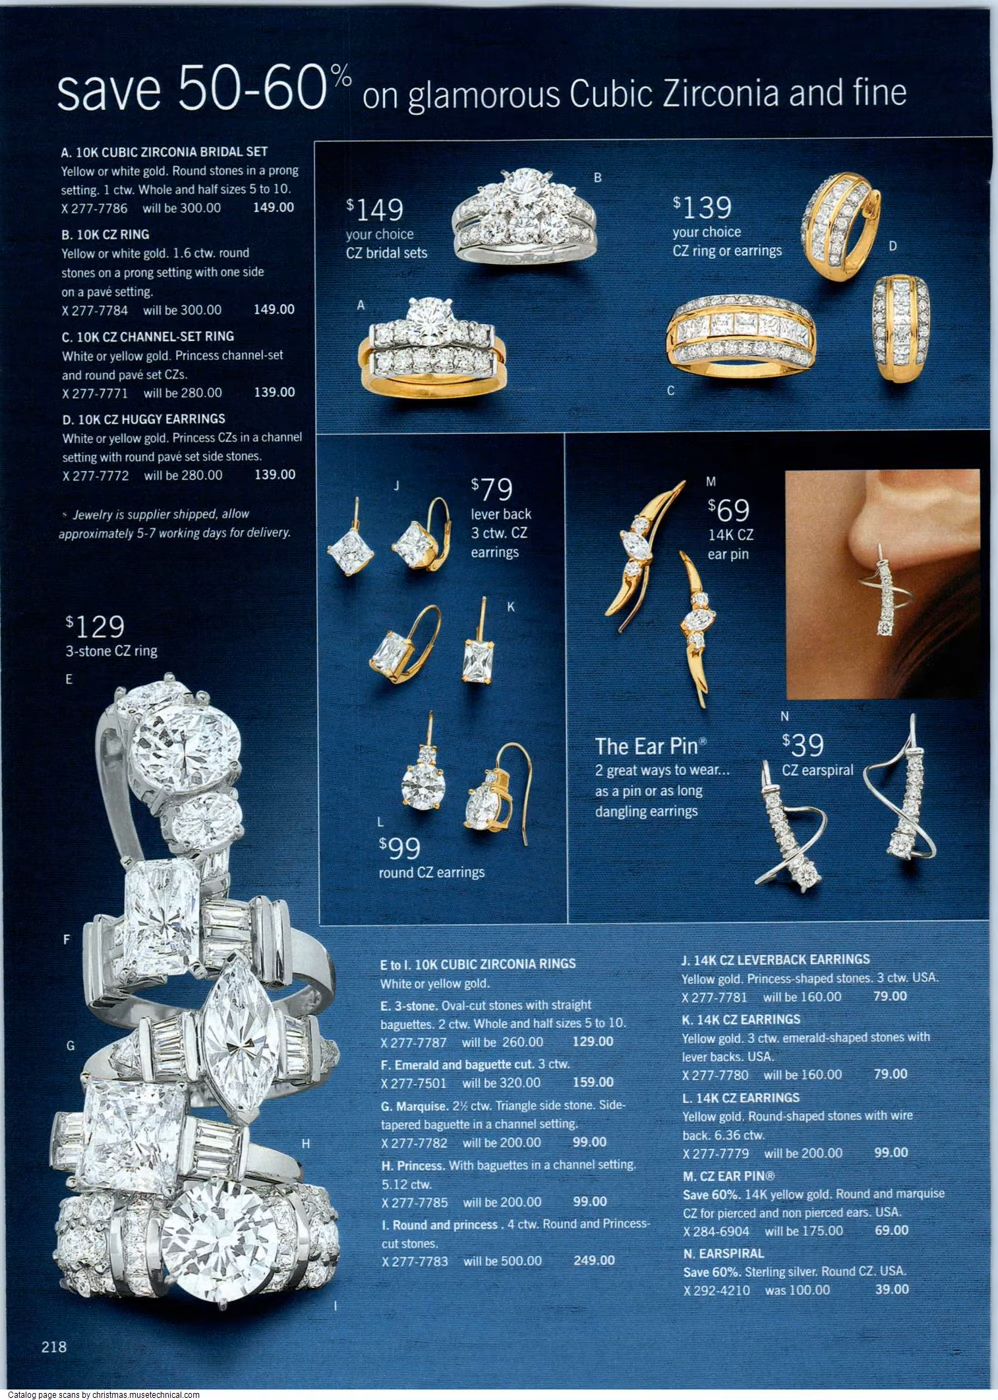 save 50-60% on glamorous Cubic Zirconia and fine
A. 10K CUBIC ZIRCONIA BRIDAL SET
Yellow or white gold. Round stones in a prong
setting. 1 ctw. Whole and half sizes 5 to 10.
X 277-7786 will be 300.00 149.00
B. 10K CZ RING
Yellow or white gold. 1.6 ctw. round
stones on a prong setting with one side
on a pavé setting.
X 277-7784 will be 300.00 149.00
C. 10K CZ CHANNEL-SET RING
White or yellow gold. Princess channel-set
and round pavé set CZs.
X 277-7771 will be 280.00 139.00
D. 10K CZ HUGGY EARRINGS
White or yellow gold. Princess CZs in a channel
setting with round pavé set side stones.
X 277-7772 will be 280.00 139.00
Jewelry is supplier shipped, allow
approximately 5-7 working days for delivery.
$149
your choice
CZ bridal sets
B
A
$139
your choice
CZ ring or earrings
D
C
J
$79
lever back
3 ctw. CZ
earrings
K
L
$99
round CZ earrings
M
$69
14K CZ
ear pin
The Ear Pin®
2 great ways to wear...
as a pin or as long
dangling earrings
N
$39
CZ earspiral
$129
3-stone CZ ring
E
F
G
H
I
E to I. 10K CUBIC ZIRCONIA RINGS
White or yellow gold.
E. 3-stone. Oval-cut stones with straight
baguettes. 2 ctw. Whole and half sizes 5 to 10.
X 277-7787 will be 260.00 129.00
F. Emerald and baguette cut. 3 ctw.
X 277-7501 will be 320.00 159.00
G. Marquise. 2½ ctw. Triangle side stone. Side-
tapered baguette in a channel setting.
X 277-7782 will be 200.00 99.00
H. Princess. With baguettes in a channel setting.
5.12 ctw.
X 277-7785 will be 200.00 99.00
I. Round and princess . 4 ctw. Round and Princess-
cut stones.
X 277-7783 will be 500.00 249.00
J. 14K CZ LEVERBACK EARRINGS
Yellow gold. Princess-shaped stones. 3 ctw. USA.
X 277-7781 will be 160.00 79.00
K. 14K CZ EARRINGS
Yellow gold. 3 ctw. emerald-shaped stones with
lever backs. USA.
X 277-7780 will be 160.00 79.00
L. 14K CZ EARRINGS
Yellow gold. Round-shaped stones with wire
back. 6.36 ctw.
X 277-7779 will be 200.00 99.00
M. CZ EAR PIN®
Save 60%. 14K yellow gold. Round and marquise
CZ for pierced and non pierced ears. USA.
X 284-6904 will be 175.00 69.00
N. EARSPIRAL
Save 60%. Sterling silver. Round CZ. USA.
X 292-4210 was 100.00 39.00
218
Catalog page scans by christmas.musetechnical.com